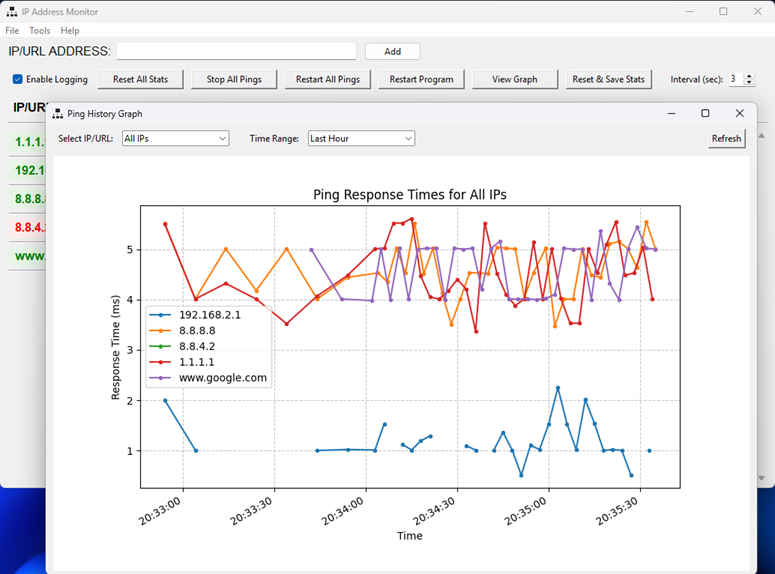 IP Address Monitor
File Tools Help
IP/URL ADDRESS: Add
Enable Logging Reset All Stats Stop All Pings Restart All Pings Restart Program View Graph Reset & Save Stats Interval (sec): 3
IP/UR
Ping History Graph
1.1.1.
Select IP/URL: All IPs Time Range: Last Hour Refresh
192.1
8.8.8.
8.8.4.
www.
Ping Response Times for All IPs
Response Time (ms)
5
4
3
2
1
192.168.2.1
8.8.8.8
8.8.4.2
1.1.1.1
www.google.com
20:33:00 20:33:30 20:34:00 20:34:30 20:35:00 20:35:30
Time